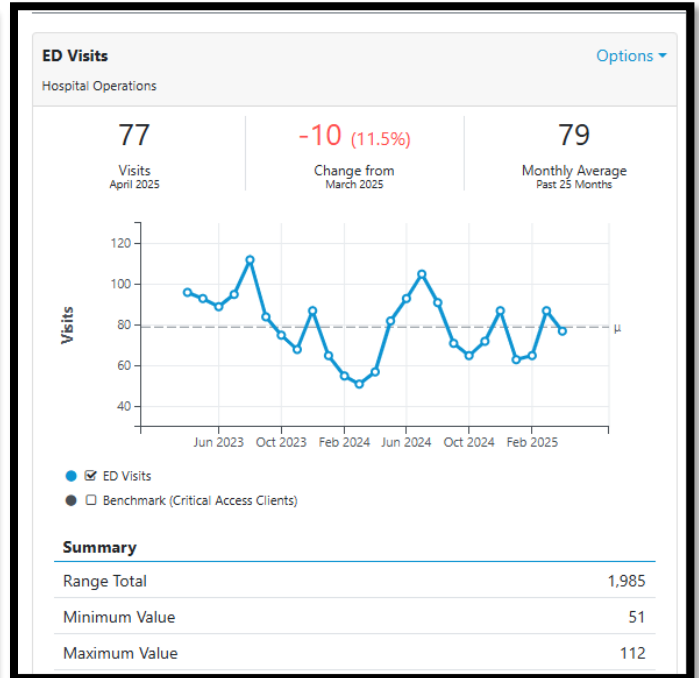 ED Visits
Options
Hospital Operations
77
-10 (11.5%)
79
Visits
April 2025
Change from
March 2025
Monthly Average
Past 25 Months
120
100
80
60
40
Visits
μ
Jun 2023 Oct 2023 Feb 2024 Jun 2024 Oct 2024 Feb 2025
ED Visits
Benchmark (Critical Access Clients)
Summary
Range Total 1,985
Minimum Value 51
Maximum Value 112